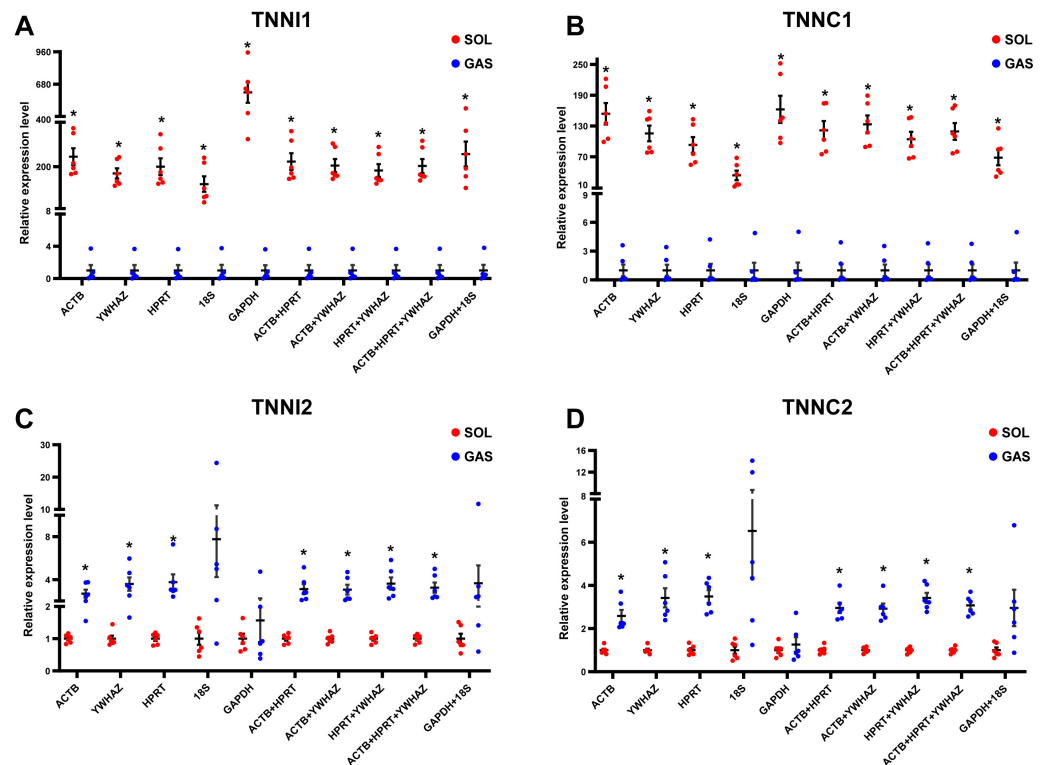 A
TNNI1
SOL
GAS
Relative expression level
960
680
400
200
8
4
0
*
*
*
*
*
*
*
*
*
*
ACTB
YWHAZ
HPRT
18S
GAPDH
ACTB+HPRT
ACTB+YWHAZ
HPRT+YWHAZ
ACTB+HPRT+YWHAZ
GAPDH+18S
B
TNNC1
SOL
GAS
Relative expression level
250
190
130
70
10
9
6
3
0
*
*
*
*
*
*
*
*
*
*
ACTB
YWHAZ
HPRT
18S
GAPDH
ACTB+HPRT
ACTB+YWHAZ
HPRT+YWHAZ
ACTB+HPRT+YWHAZ
GAPDH+18S
C
TNNI2
SOL
GAS
Relative expression level
30
20
10
8
4
2
1
0
*
*
*
*
*
*
*
ACTB
YWHAZ
HPRT
18S
GAPDH
ACTB+HPRT
ACTB+YWHAZ
HPRT+YWHAZ
ACTB+HPRT+YWHAZ
GAPDH+18S
D
TNNC2
SOL
GAS
Relative expression level
16
12
8
6
4
2
0
*
*
*
*
*
*
*
ACTB
YWHAZ
HPRT
18S
GAPDH
ACTB+HPRT
ACTB+YWHAZ
HPRT+YWHAZ
ACTB+HPRT+YWHAZ
GAPDH+18S